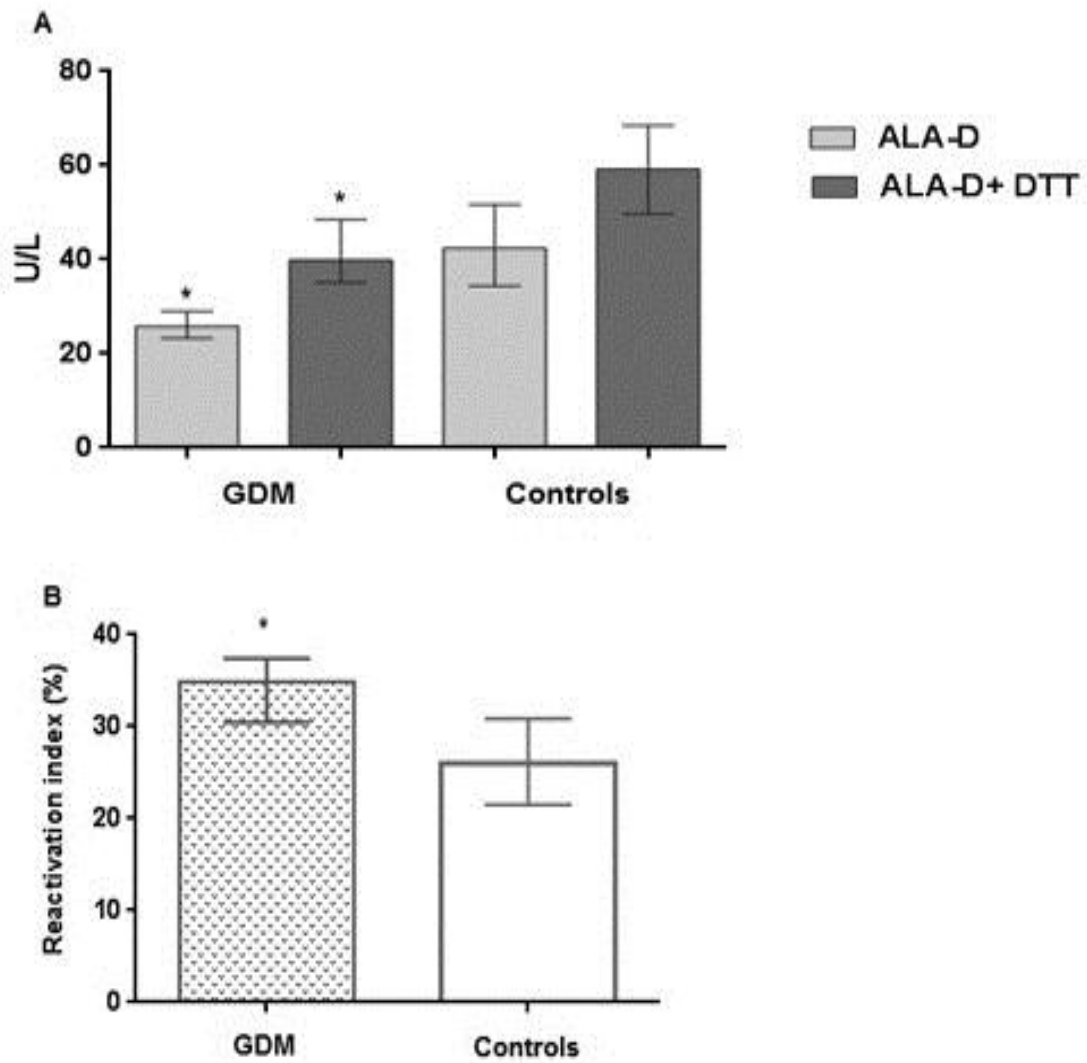 A
80
60
40
20
0
U/L
*
*
GDM
Controls
ALA-D
ALA-D+ DTT
B
40
30
20
10
0
Reactivation index (%)
*
GDM
Controls